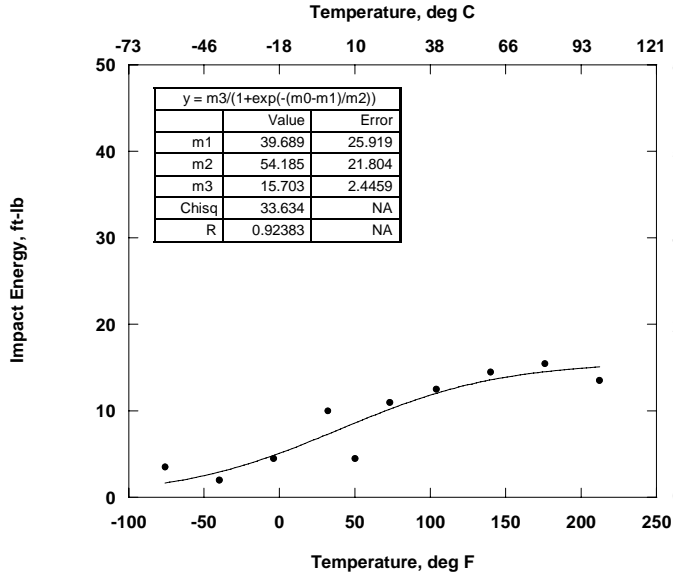 Temperature, deg C
-73 -46 -18 10 38 66 93 121
50
40
30
20
10
0
Impact Energy, ft-lb
y = m3/(1+exp(-(m0-m1)/m2))
Value Error
m1 39.689 25.919
m2 54.185 21.804
m3 15.703 2.4459
Chisq 33.634 NA
R 0.92383 NA
-100 -50 0 50 100 150 200 250
Temperature, deg F